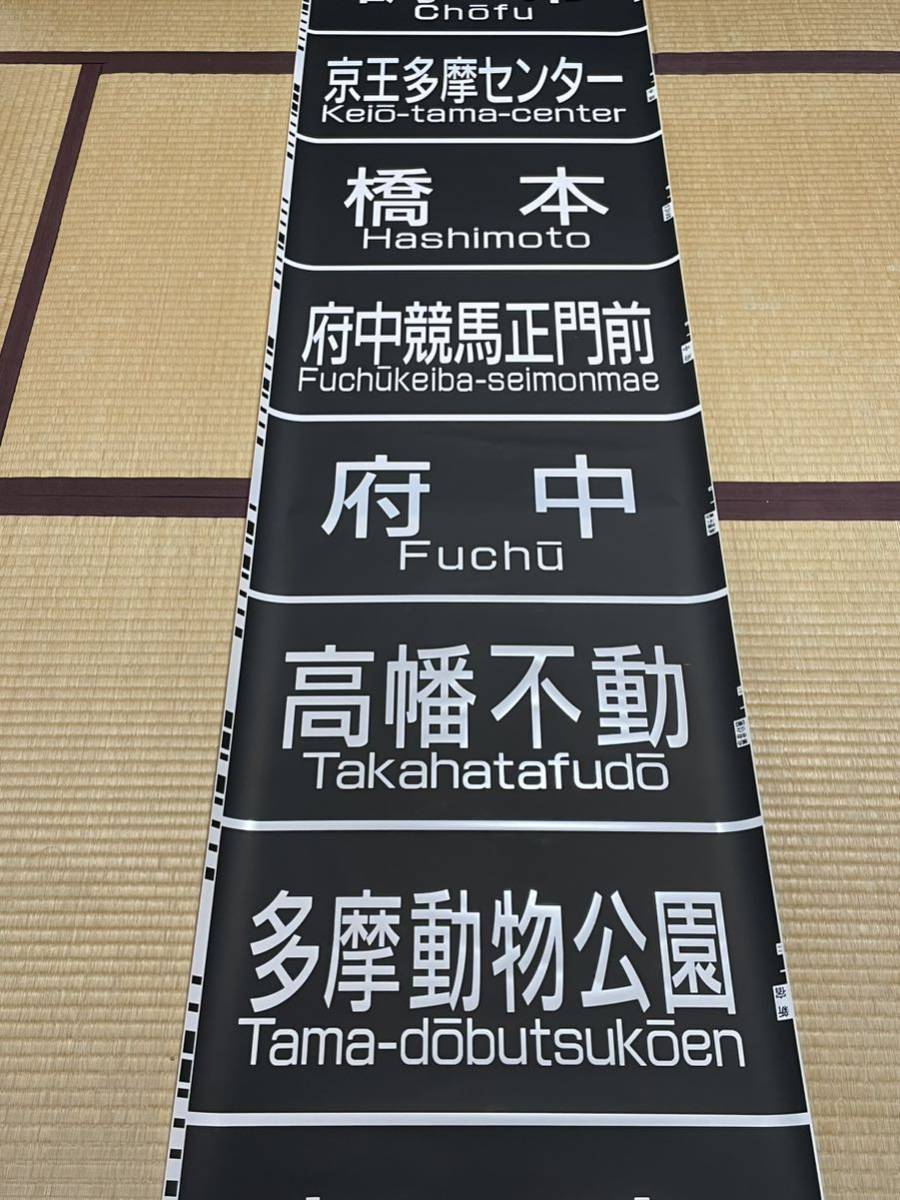 Chōfu
京王多摩センター
Keiō-tama-center
橋本
Hashimoto
府中競馬正門前
Fuchūkeiba-seimonmae
府中
Fuchū
高幡不動
Takahatafudō
多摩動物公園
Tama-dōbutsukōen
新宿